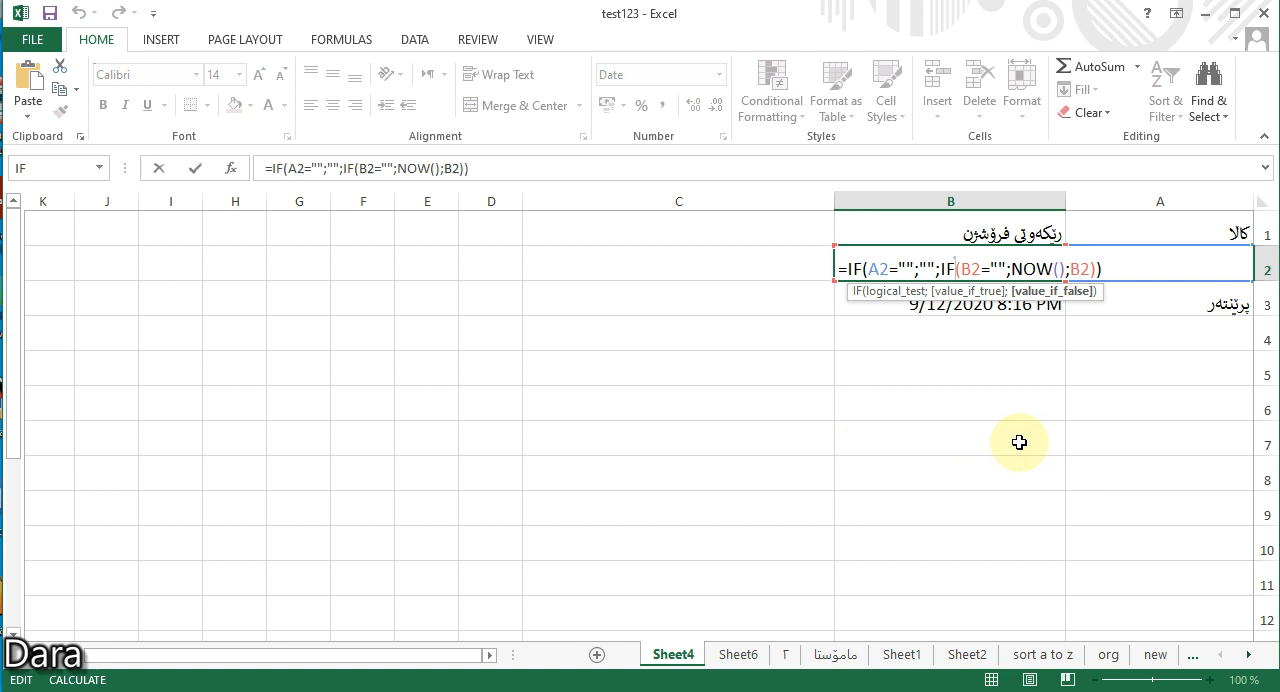 test123 - Excel
FILE HOME INSERT PAGE LAYOUT FORMULAS DATA REVIEW VIEW
Paste
Calibri 14
Wrap Text
Merge & Center
Date
Conditional Formatting
Format as Table
Cell Styles
Insert Delete Format
AutoSum
Fill
Clear
Sort & Filter
Find & Select
Clipboard Font Alignment Number Styles Cells Editing
IF =IF(A2="";"";IF(B2="";NOW();B2))
K J I H G F E D C B A
کالا ڕێکەوتی فرۆشژن 1
=IF(A2="";"";IF(B2="";NOW();B2)) 2
IF(logical_test; [value_if_true]; [value_if_false])
پرێنتەر 9/12/2020 8:16 PM 3
4
5
6
7
8
9
10
11
12
Sheet4 Sheet6 ٢ مامۆستا Sheet1 Sheet2 sort a to z org new ...
Dara
EDIT CALCULATE 100 %